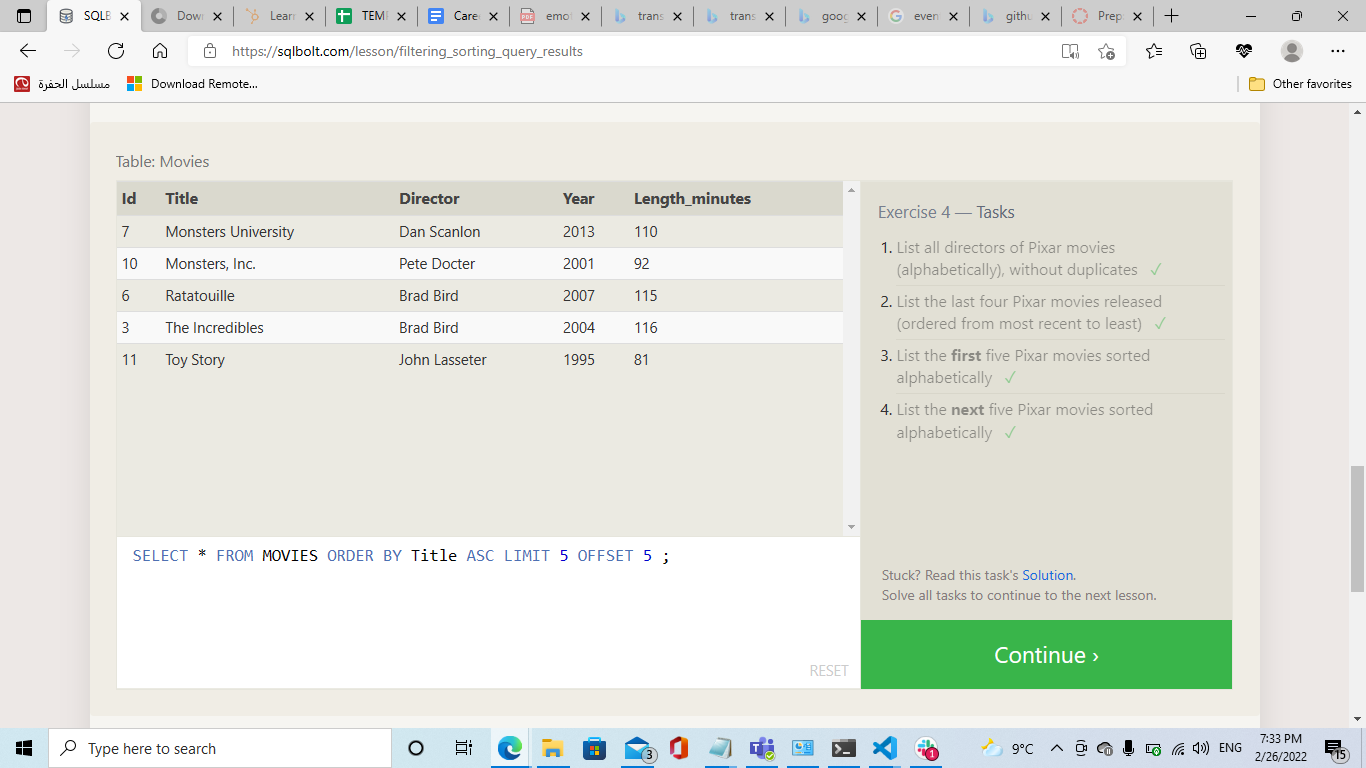 SQLB
Down
Learn
TEMP
Care
emot
trans
trans
goog
even
githu
Prep
https://sqlbolt.com/lesson/filtering_sorting_query_results
مسلسل الحفرة
Download Remote...
Other favorites
Table: Movies
Id Title Director Year Length_minutes
7 Monsters University Dan Scanlon 2013 110
10 Monsters, Inc. Pete Docter 2001 92
6 Ratatouille Brad Bird 2007 115
3 The Incredibles Brad Bird 2004 116
11 Toy Story John Lasseter 1995 81
SELECT * FROM MOVIES ORDER BY Title ASC LIMIT 5 OFFSET 5 ;
RESET
Exercise 4 — Tasks
1. List all directors of Pixar movies
(alphabetically), without duplicates ✓
2. List the last four Pixar movies released
(ordered from most recent to least) ✓
3. List the first five Pixar movies sorted
alphabetically ✓
4. List the next five Pixar movies sorted
alphabetically ✓
Stuck? Read this task's Solution.
Solve all tasks to continue to the next lesson.
Continue ›
Type here to search
3
1
9°C
ENG
7:33 PM
2/26/2022
15